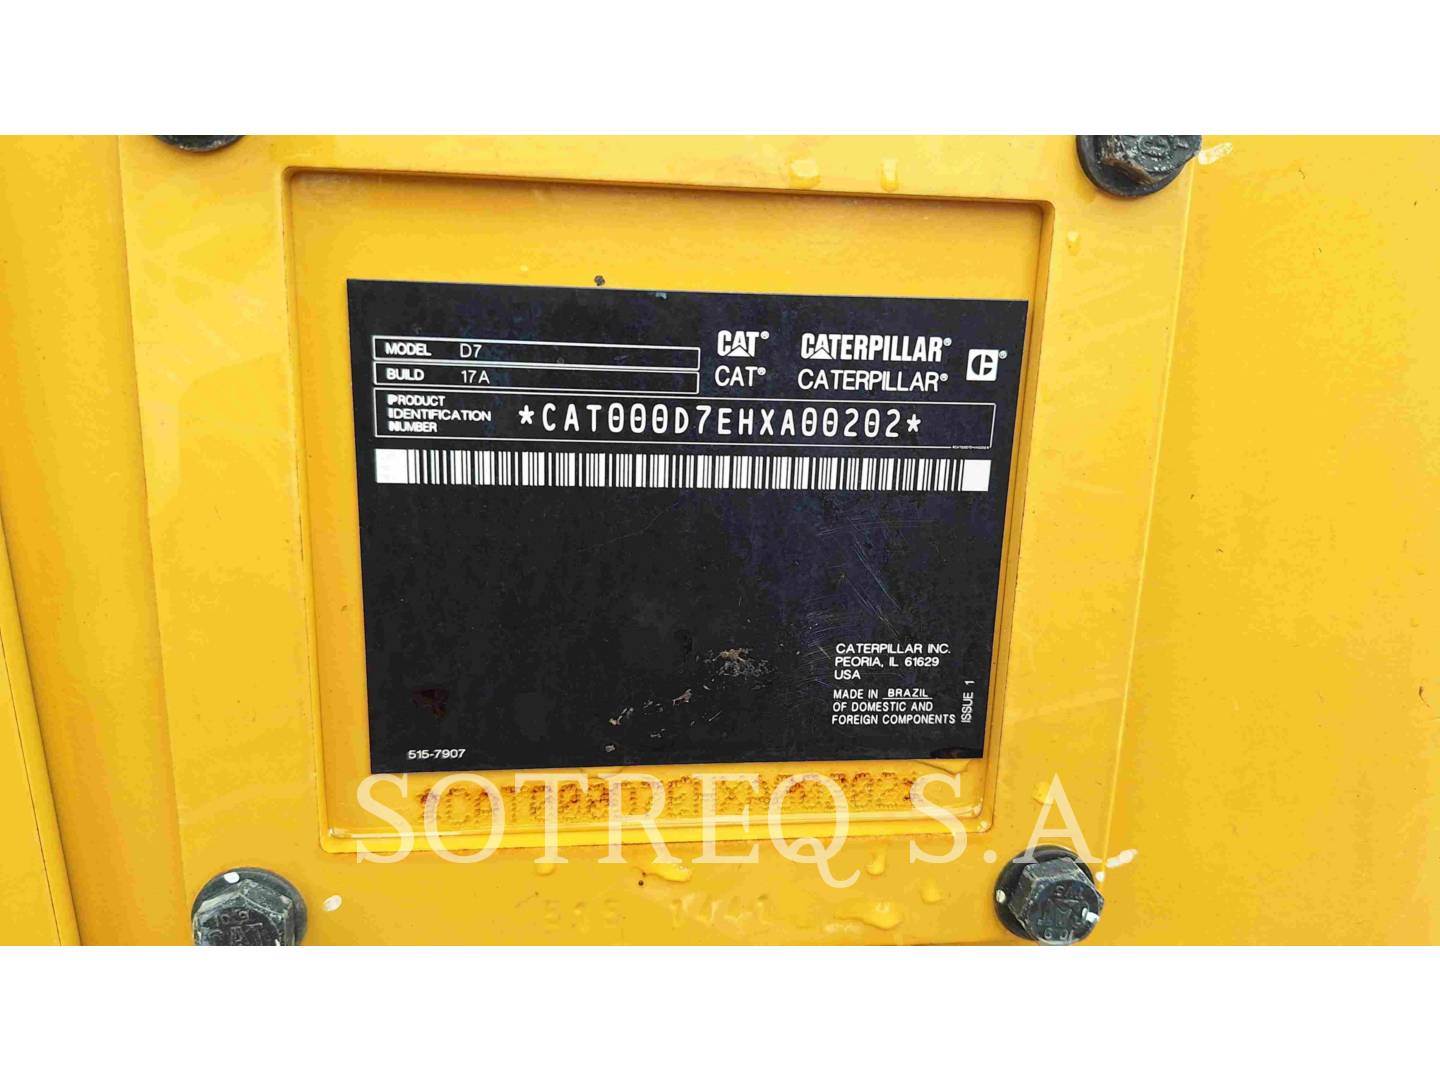 MODEL D7
BUILD 17A
CAT® CATERPILLAR®
CAT® CATERPILLAR®
PRODUCT
IDENTIFICATION
NUMBER
*CAT000D7EHXA00202*
CATERPILLAR INC.
PEORIA, IL 61629
USA
MADE IN BRAZIL
OF DOMESTIC AND
FOREIGN COMPONENTS
ISSUE 1
515-7907
SOTREQ S.A